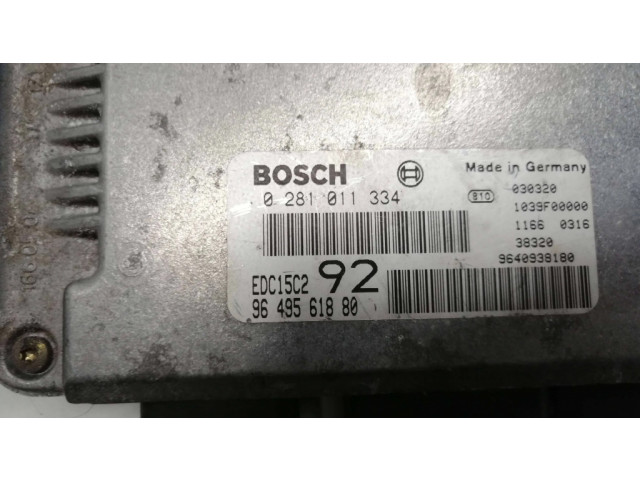 BOSCH
Made in Germany
0 281 011 334
810 030320
1039F00000
1166 0316
38320
9640938180
EDC15C2 92
96 495 618 80